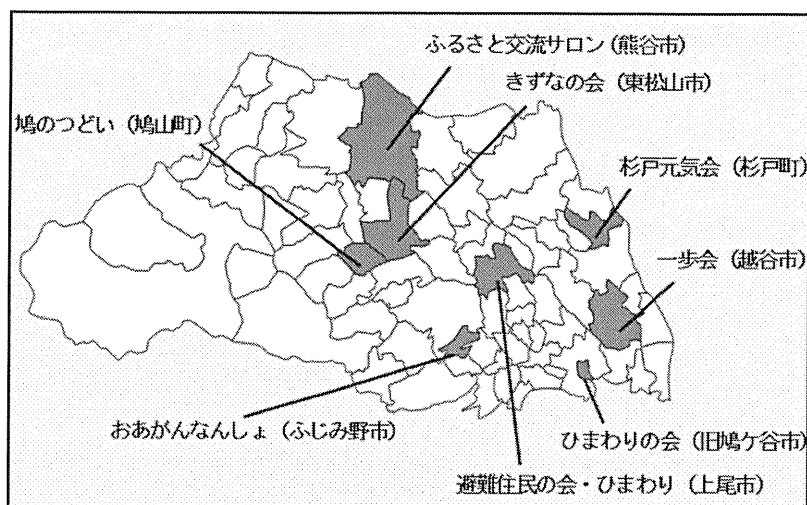 ふるさと交流サロン（熊谷市）
きずなの会（東松山市）
鳩のつどい（鳩山町）
杉戸元気会（杉戸町）
一歩会（越谷市）
おあがんなんしょ（ふじみ野市）
ひまわりの会（旧鳩ケ谷市）
避難住民の会・ひまわり（上尾市）